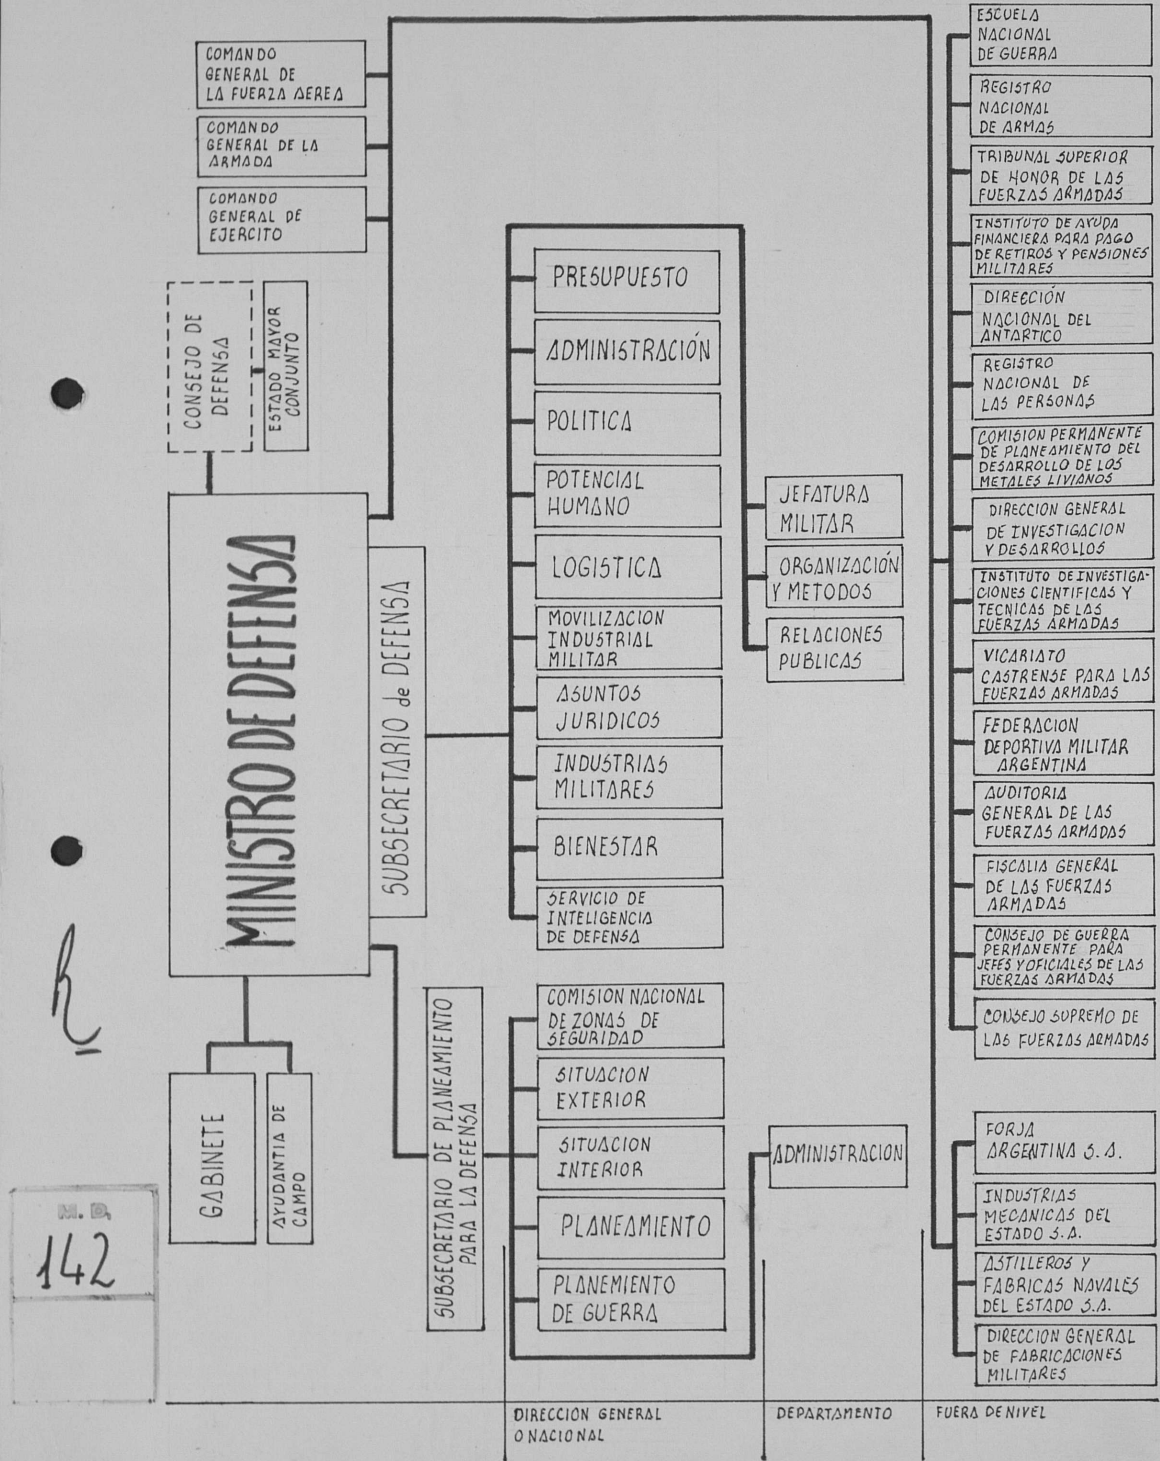 COMANDO
GENERAL DE
LA FUERZA AEREA
COMANDO
GENERAL DE LA
ARMADA
COMANDO
GENERAL DE
EJERCITO
CONSEJO DE
DEFENSA
ESTADO MAYOR
CONJUNTO
MINISTRO DE DEFENSA
GABINETE
AYUDANTIA DE
CAMPO
SUBSECRETARIO de DEFENSA
PRESUPUESTO
ADMINISTRACIÓN
POLITICA
POTENCIAL
HUMANO
LOGISTICA
MOVILIZACION
INDUSTRIAL
MILITAR
ASUNTOS
JURIDICOS
INDUSTRIAS
MILITARES
BIENESTAR
SERVICIO DE
INTELIGENCIA
DE DEFENSA
JEFATURA
MILITAR
ORGANIZACIÓN
Y METODOS
RELACIONES
PUBLICAS
SUBSECRETARIO DE PLANEAMIENTO
PARA LA DEFENSA
COMISION NACIONAL
DE ZONAS DE
SEGURIDAD
SITUACION
EXTERIOR
SITUACION
INTERIOR
PLANEAMIENTO
PLANEMIENTO
DE GUERRA
ADMINISTRACION
ESCUELA
NACIONAL
DE GUERRA
REGISTRO
NACIONAL
DE ARMAS
TRIBUNAL SUPERIOR
DE HONOR DE LAS
FUERZAS ARMADAS
INSTITUTO DE AYUDA
FINANCIERA PARA PAGO
DE RETIROS Y PENSIONES
MILITARES
DIRECCIÓN
NACIONAL DEL
ANTARTICO
REGISTRO
NACIONAL DE
LAS PERSONAS
COMISION PERMANENTE
DE PLANEAMIENTO DEL
DESARROLLO DE LOS
METALES LIVIANOS
DIRECCION GENERAL
DE INVESTIGACION
Y DESARROLLOS
INSTITUTO DE INVESTIGA-
CIONES CIENTIFICAS Y
TECNICAS DE LAS
FUERZAS ARMADAS
VICARIATO
CASTRENSE PARA LAS
FUERZAS ARMADAS
FEDERACION
DEPORTIVA MILITAR
ARGENTINA
AUDITORIA
GENERAL DE LAS
FUERZAS ARMADAS
FISCALIA GENERAL
DE LAS FUERZAS
ARMADAS
CONSEJO DE GUERRA
PERMANENTE PARA
JEFES Y OFICIALES DE LAS
FUERZAS ARMADAS
CONSEJO SUPREMO DE
LAS FUERZAS ARMADAS
FORJA
ARGENTINA S.A.
INDUSTRIAS
MECANICAS DEL
ESTADO S.A.
ASTILLEROS Y
FABRICAS NAVALES
DEL ESTADO S.A.
DIRECCION GENERAL
DE FABRICACIONES
MILITARES
M. D.
142
DIRECCION GENERAL
O NACIONAL
DEPARTAMENTO
FUERA DE NIVEL